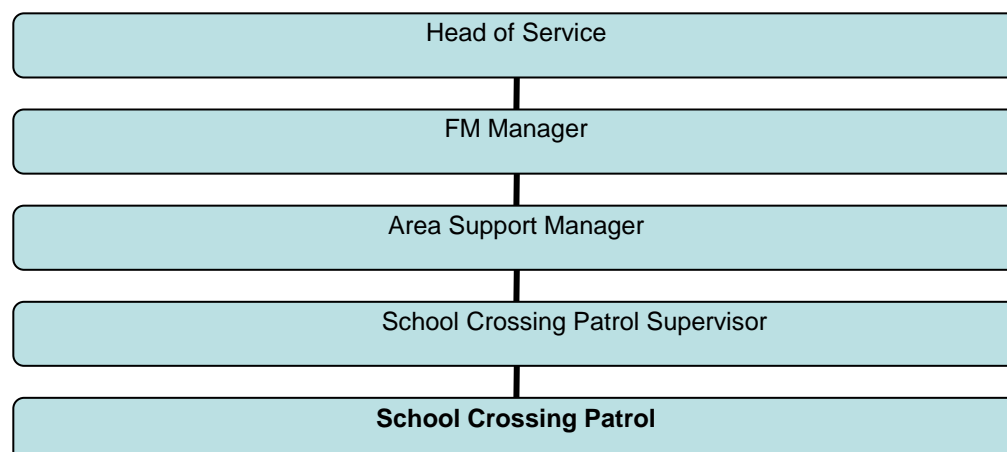 Head of Service
FM Manager
Area Support Manager
School Crossing Patrol Supervisor
School Crossing Patrol